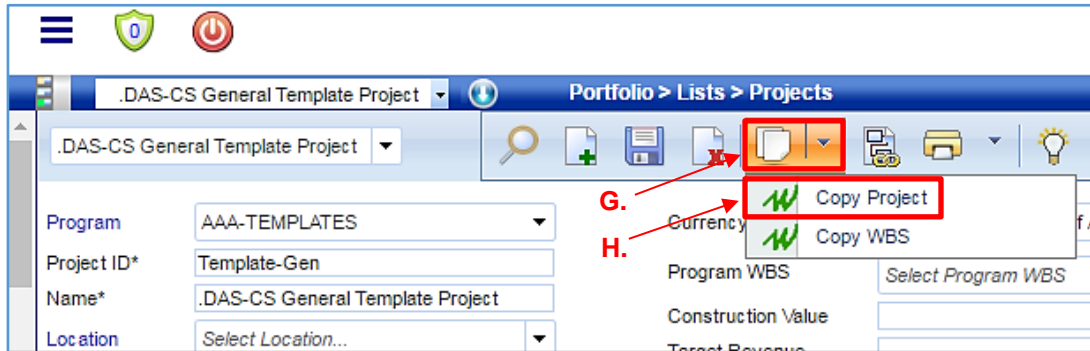 0
.DAS-CS General Template Project
Portfolio > Lists > Projects
.DAS-CS General Template Project
G.
Copy Project
H.
Copy WBS
Program
AAA-TEMPLATES
Currency
Project ID*
Template-Gen
Program WBS
Select Program WBS
Name*
.DAS-CS General Template Project
Construction Value
Location
Select Location...
Target Revenue